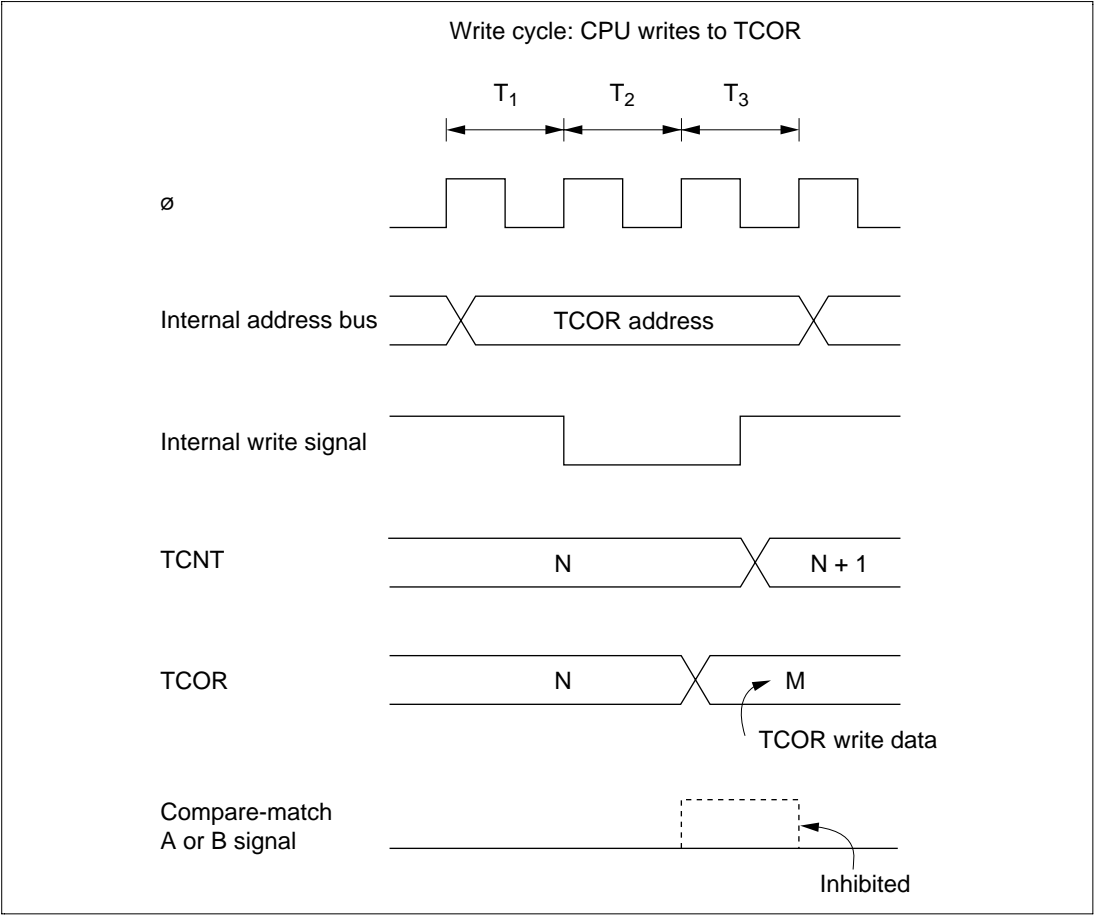 Write cycle: CPU writes to TCOR
T₁ T₂ T₃
ø
Internal address bus
TCOR address
Internal write signal
TCNT
N
N + 1
TCOR
N
M
TCOR write data
Compare-match
A or B signal
Inhibited